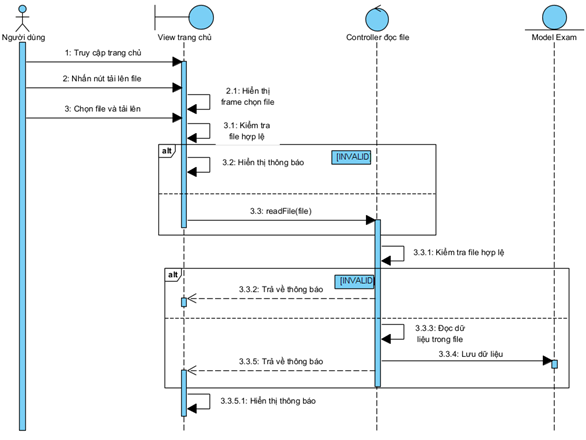 Người dùng
View trang chủ
Controller đọc file
Model Exam
1: Truy cập trang chủ
2: Nhấn nút tải lên file
2.1: Hiển thị
frame chọn file
3: Chọn file và tải lên
3.1: Kiểm tra
file hợp lệ
alt
[INVALID
3.2: Hiển thị thông báo
3.3: readFile(file)
3.3.1: Kiểm tra file hợp lệ
alt
[INVALID]
3.3.2: Trả về thông báo
3.3.3: Đọc dữ
liệu trong file
3.3.4: Lưu dữ liệu
3.3.5: Trả về thông báo
3.3.5.1: Hiển thị thông báo